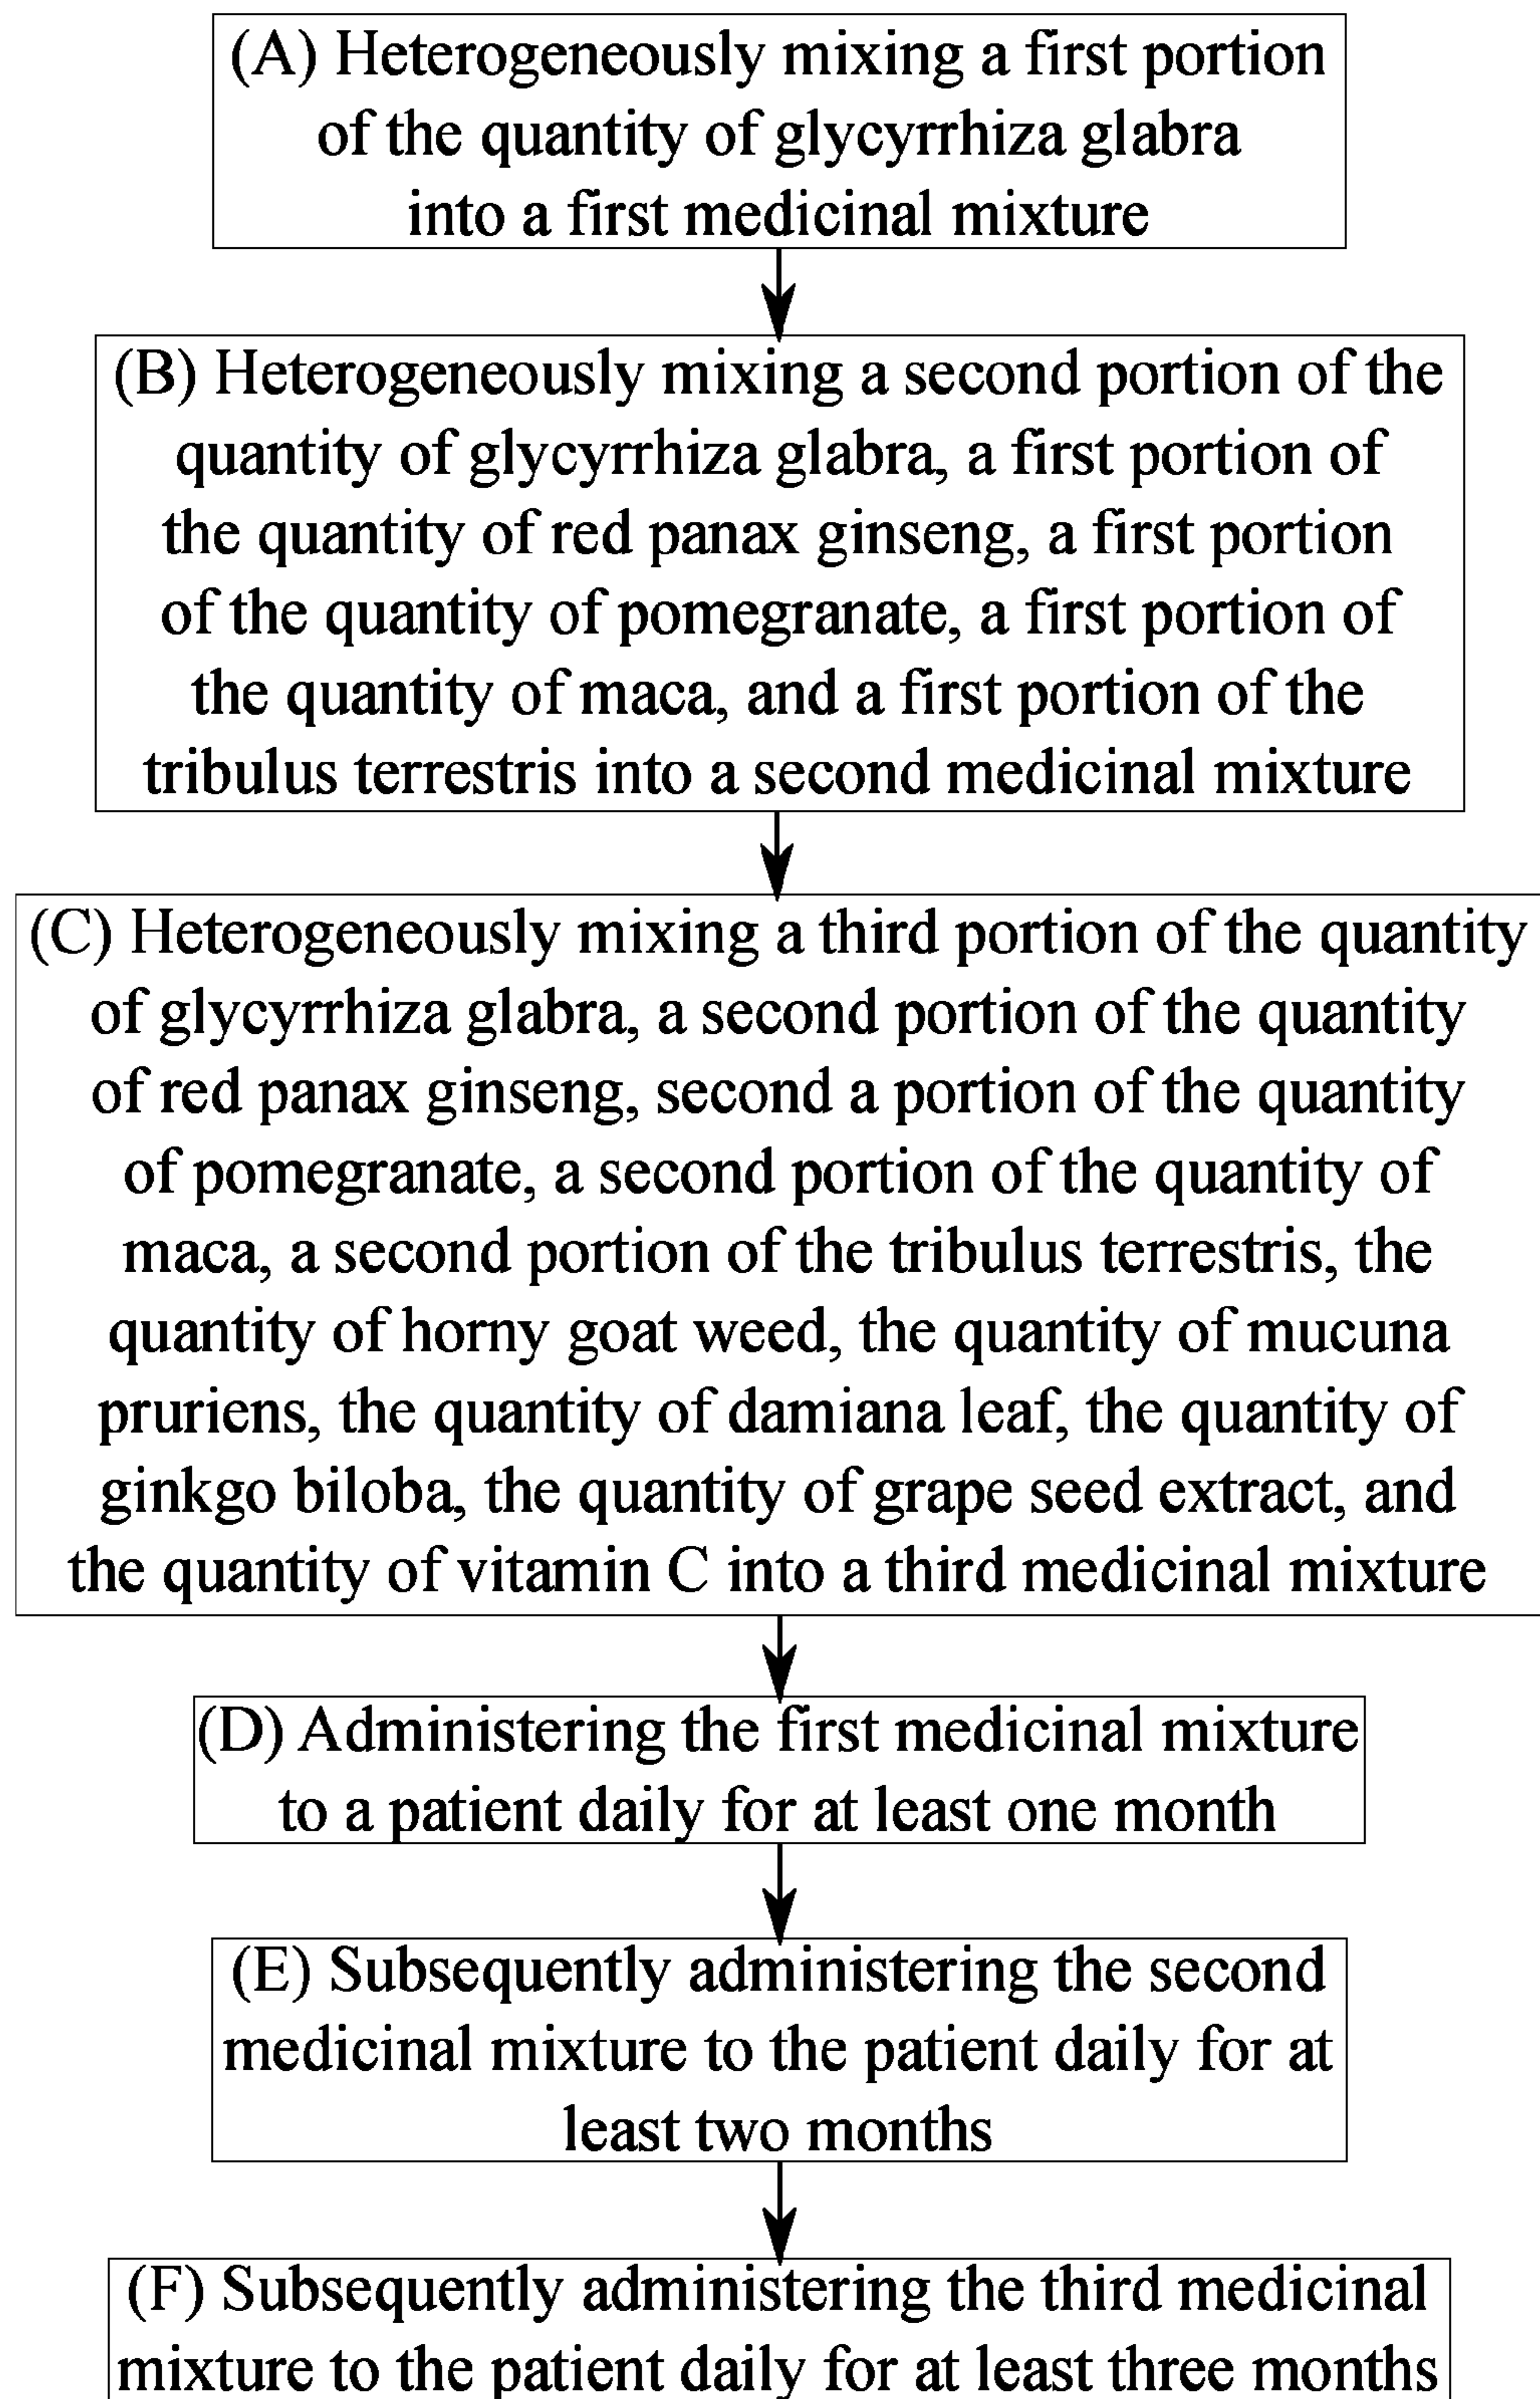 (A) Heterogeneously mixing a first portion
of the quantity of glycyrrhiza glabra
into a first medicinal mixture
(B) Heterogeneously mixing a second portion of the
quantity of glycyrrhiza glabra, a first portion of
the quantity of red panax ginseng, a first portion
of the quantity of pomegranate, a first portion of
the quantity of maca, and a first portion of the
tribulus terrestris into a second medicinal mixture
(C) Heterogeneously mixing a third portion of the quantity
of glycyrrhiza glabra, a second portion of the quantity
of red panax ginseng, second a portion of the quantity
of pomegranate, a second portion of the quantity of
maca, a second portion of the tribulus terrestris, the
quantity of horny goat weed, the quantity of mucuna
pruriens, the quantity of damiana leaf, the quantity of
ginkgo biloba, the quantity of grape seed extract, and
the quantity of vitamin C into a third medicinal mixture
(D) Administering the first medicinal mixture
to a patient daily for at least one month
(E) Subsequently administering the second
medicinal mixture to the patient daily for at
least two months
(F) Subsequently administering the third medicinal
mixture to the patient daily for at least three months